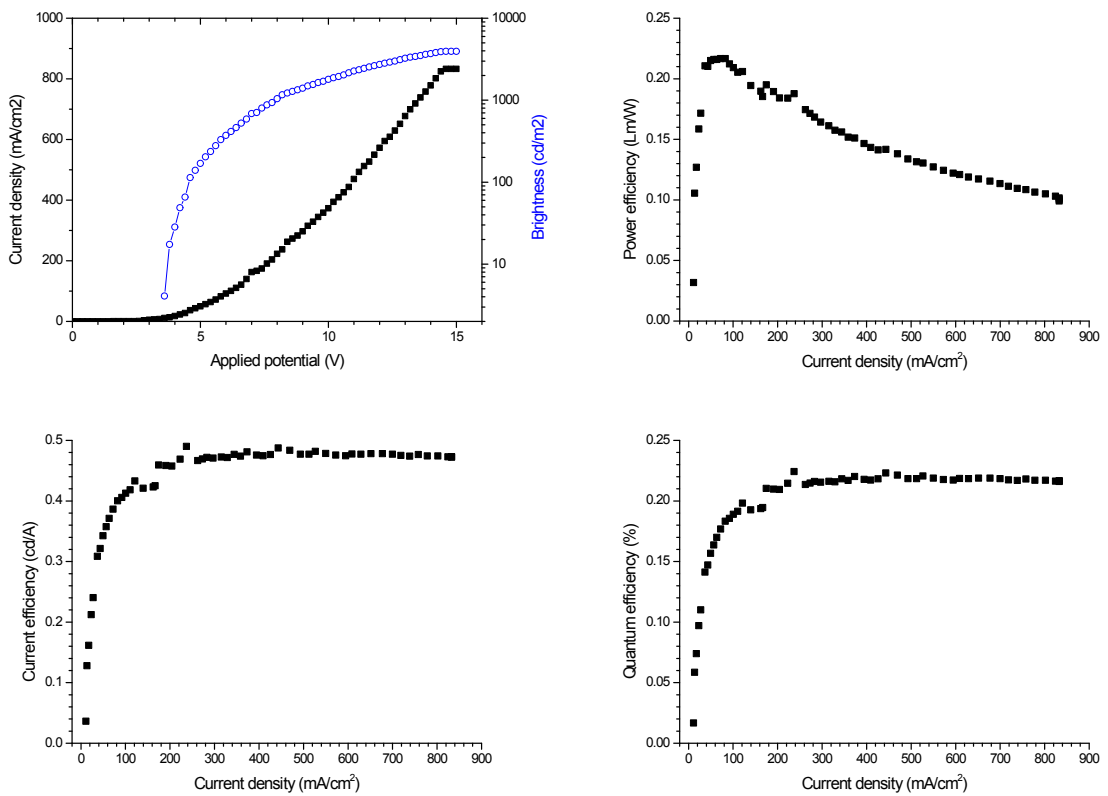 1000
800
600
400
200
0
Current density (mA/cm2)
10000
1000
100
10
Brightness (cd/m2)
0 5 10 15
Applied potential (V)
0.25
0.20
0.15
0.10
0.05
0.00
Power efficiency (Lm/W)
0 100 200 300 400 500 600 700 800 900
Current density (mA/cm²)
0.5
0.4
0.3
0.2
0.1
0.0
Current efficiency (cd/A)
0 100 200 300 400 500 600 700 800 900
Current density (mA/cm²)
0.25
0.20
0.15
0.10
0.05
0.00
Quantum efficiency (%)
0 100 200 300 400 500 600 700 800 900
Current density (mA/cm²)